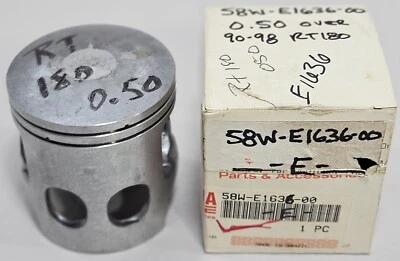 RT
180
0.50
58W-E1636-00
0.50 OVER
90-98 RT180
RT180
050
E1636
58W-E1636-00
--E--
Parts & Accessories
58W-E1636-00
-E-
1 PC